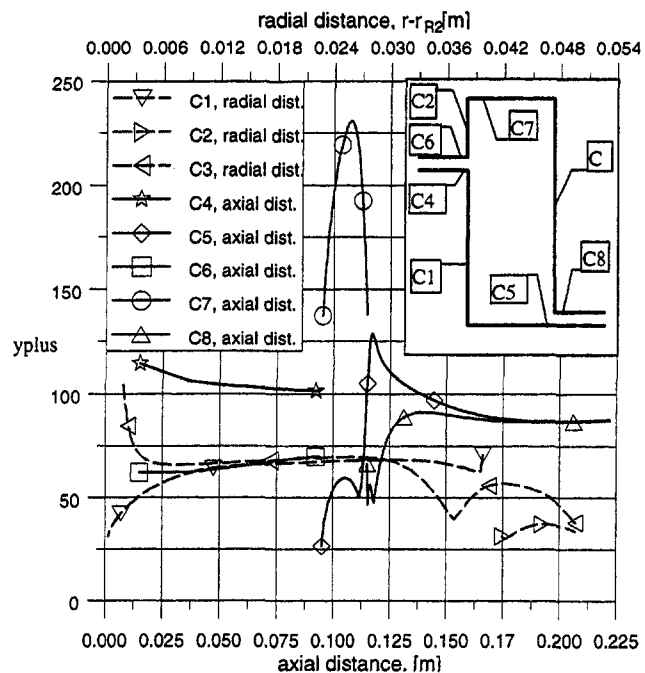 radial distance, r-rR2[m]
0.000 0.006 0.012 0.018 0.024 0.030 0.036 0.042 0.048 0.054
250
200
150
100
50
0
yplus
C1, radial dist.
C2, radial dist.
C3, radial dist.
C4, axial dist.
C5, axial dist.
C6, axial dist.
C7, axial dist.
C8, axial dist.
C2
C6
C7
C
C4
C1
C5
C8
0.000 0.025 0.050 0.075 0.100 0.125 0.150 0.17 0.200 0.225
axial distance, [m]